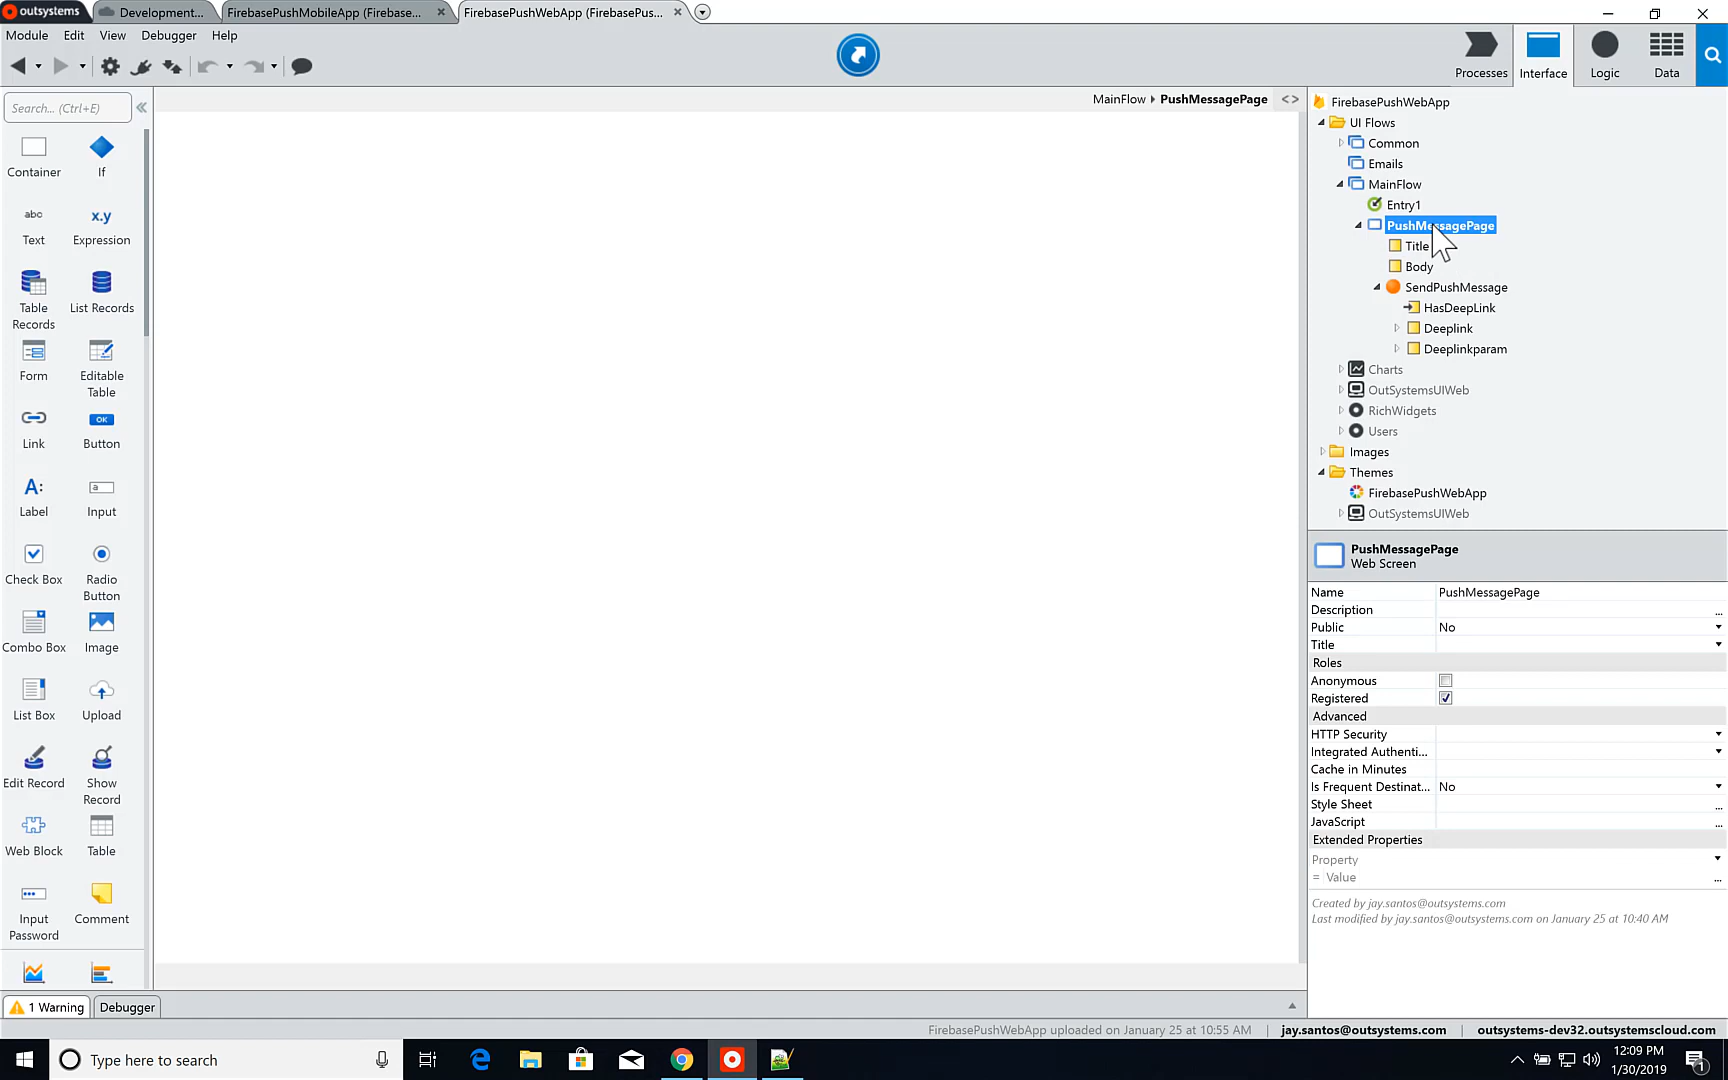 outsystems
Development...
FirebasePushMobileApp (Firebase...
FirebasePushWebApp (FirebasePus...
Module Edit View Debugger Help
Processes Interface Logic Data
Search... (Ctrl+E)
MainFlow PushMessagePage <>
Container
If
abc
Text
x.y
Expression
Table Records
List Records
Form
Editable Table
Link
OK
Button
A:
Label
a
Input
Check Box
Radio Button
Combo Box
Image
List Box
Upload
Edit Record
Show Record
Web Block
Table
Input Password
Comment
FirebasePushWebApp
UI Flows
Common
Emails
MainFlow
Entry1
PushMessagePage
Title
Body
SendPushMessage
HasDeepLink
Deeplink
Deeplinkparam
Charts
OutSystemsUIWeb
RichWidgets
Users
Images
Themes
FirebasePushWebApp
OutSystemsUIWeb
PushMessagePage
Web Screen
Name PushMessagePage
Description ...
Public No
Title
Roles
Anonymous
Registered
Advanced
HTTP Security
Integrated Authenti...
Cache in Minutes
Is Frequent Destinat... No
Style Sheet ...
JavaScript ...
Extended Properties
Property
= Value ...
Created by jay.santos@outsystems.com
Last modified by jay.santos@outsystems.com on January 25 at 10:40 AM
1 Warning Debugger
FirebasePushWebApp uploaded on January 25 at 10:55 AM | jay.santos@outsystems.com | outsystems-dev32.outsystemscloud.com
Type here to search
12:09 PM
1/30/2019
1